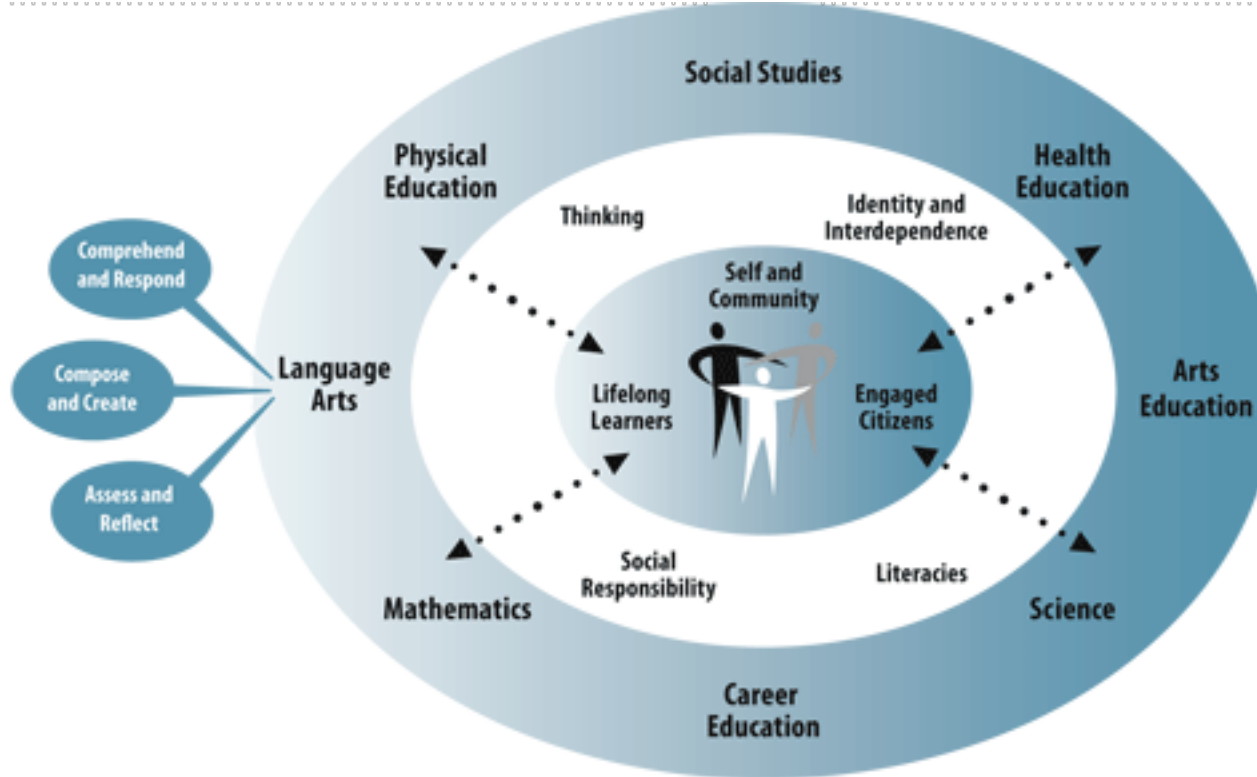 Social Studies
Physical
Education
Health
Education
Thinking
Identity and
Interdependence
Comprehend
and Respond
Self and
Community
Compose
and Create
Language
Arts
Lifelong
Learners
Engaged
Citizens
Arts
Education
Assess and
Reflect
Social
Responsibility
Literacies
Mathematics
Science
Career
Education